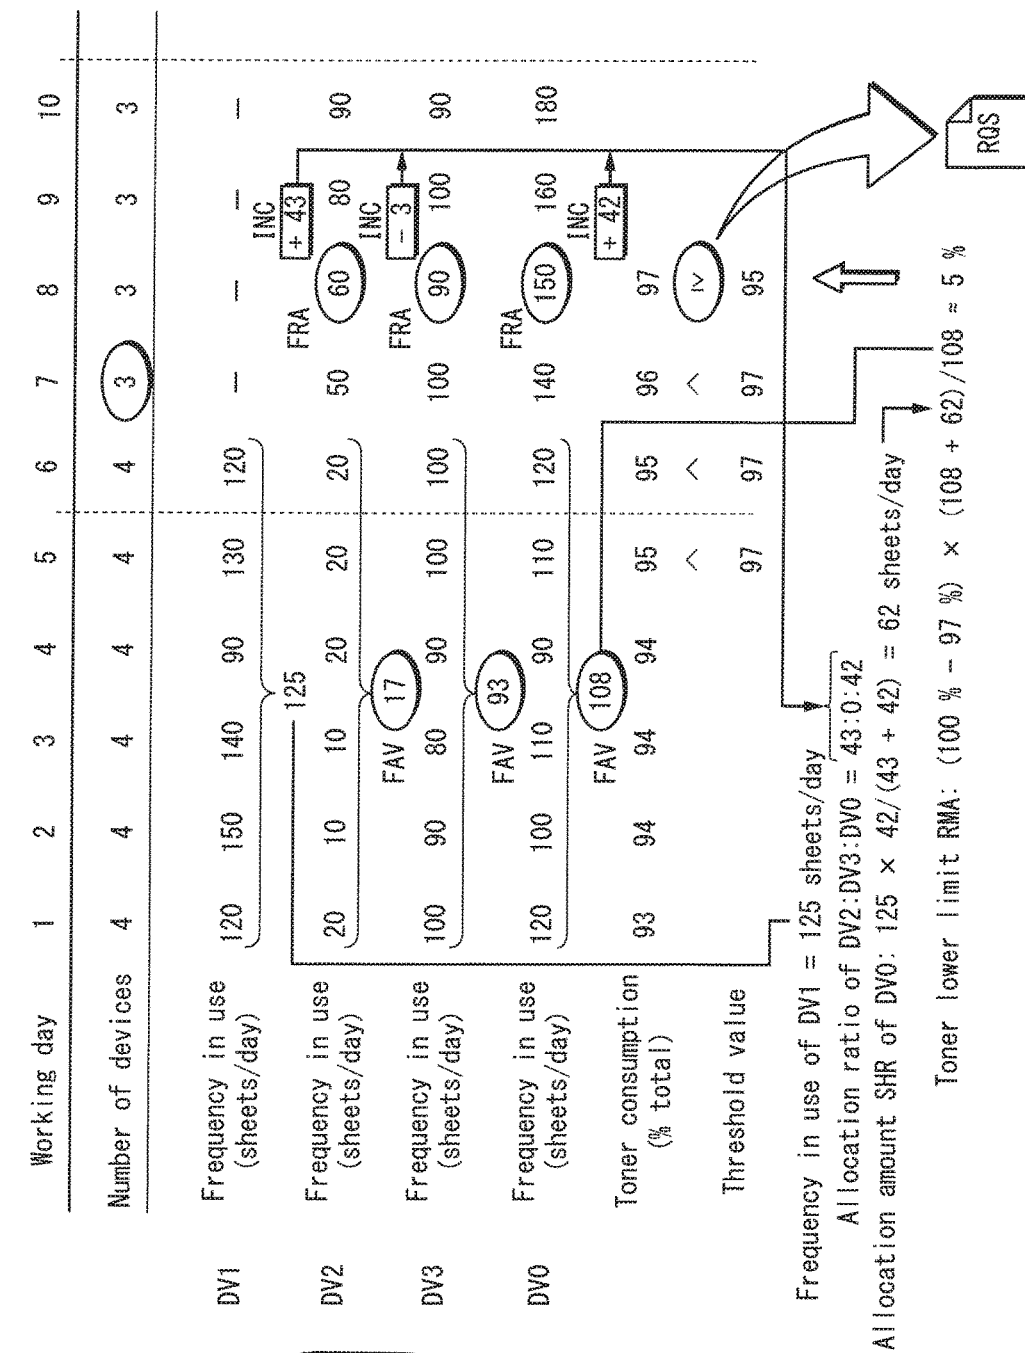 Working day 1 2 3 4 5 6 7 8 9 10
Number of devices 4 4 4 4 4 4 3 3 3 3
DV1 Frequency in use (sheets/day) 120 150 140 90 130 120 – – – –
125
INC
+ 43
FRA
DV2 Frequency in use (sheets/day) 20 10 10 20 20 20 50 60 80 90
FAV 17
INC
- 3
FRA
DV3 Frequency in use (sheets/day) 100 90 80 90 100 100 100 90 100 90
FAV 93
FRA
DV0 Frequency in use (sheets/day) 120 100 110 90 110 120 140 150 160 180
FAV 108
INC
+ 42
Toner consumption (% total) 93 94 94 94 95 95 96 97
< < < ≥
Threshold value 97 97 97 95
Frequency in use of DV1 = 125 sheets/day
Allocation ratio of DV2:DV3:DV0 = 43:0:42
Allocation amount SHR of DV0: 125 × 42/(43 + 42) = 62 sheets/day
Toner lower limit RMA: (100 % - 97 %) × (108 + 62)/108 ≈ 5 %
RQS